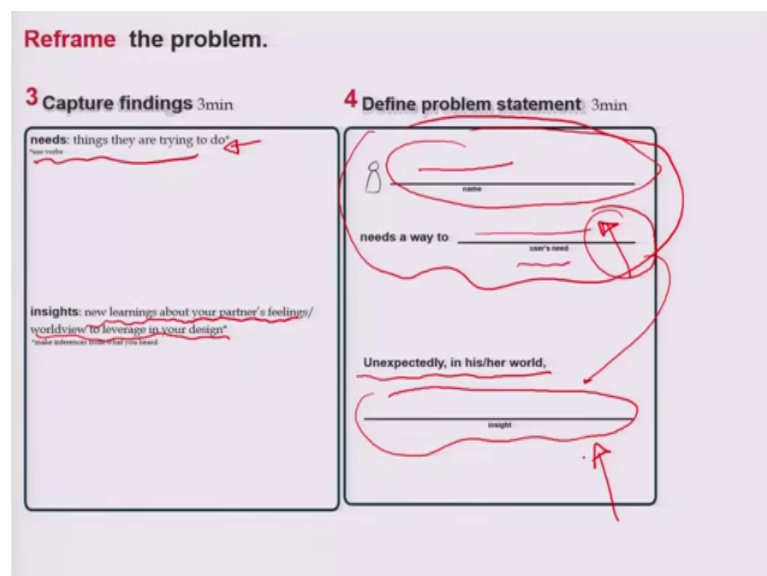 Reframe the problem.
3 Capture findings 3min
needs: things they are trying to do*
*use verbs
insights: new learnings about your partner's feelings/
worldview to leverage in your design*
*make inferences from what you heard
4 Define problem statement 3min
name
needs a way to
user's need
Unexpectedly, in his/her world,
insight